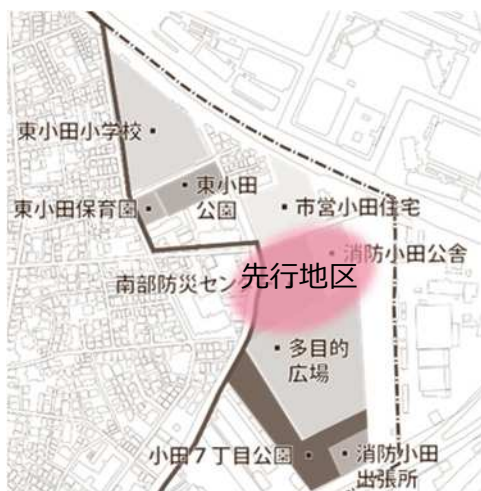 東小田小学校
東小田
公園
東小田保育園
市営小田住宅
消防小田公舎
南部防災セン
先行地区
多目的
広場
小田7丁目公園
消防小田
出張所